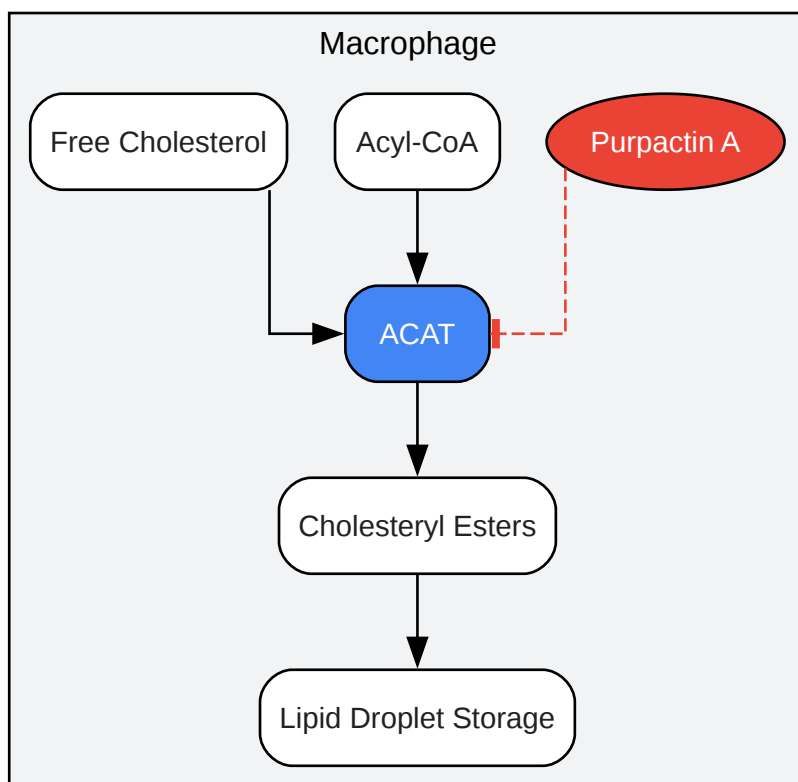 Macrophage
Free Cholesterol
Acyl-CoA
Purpactin A
ACAT
Cholesteryl Esters
Lipid Droplet Storage